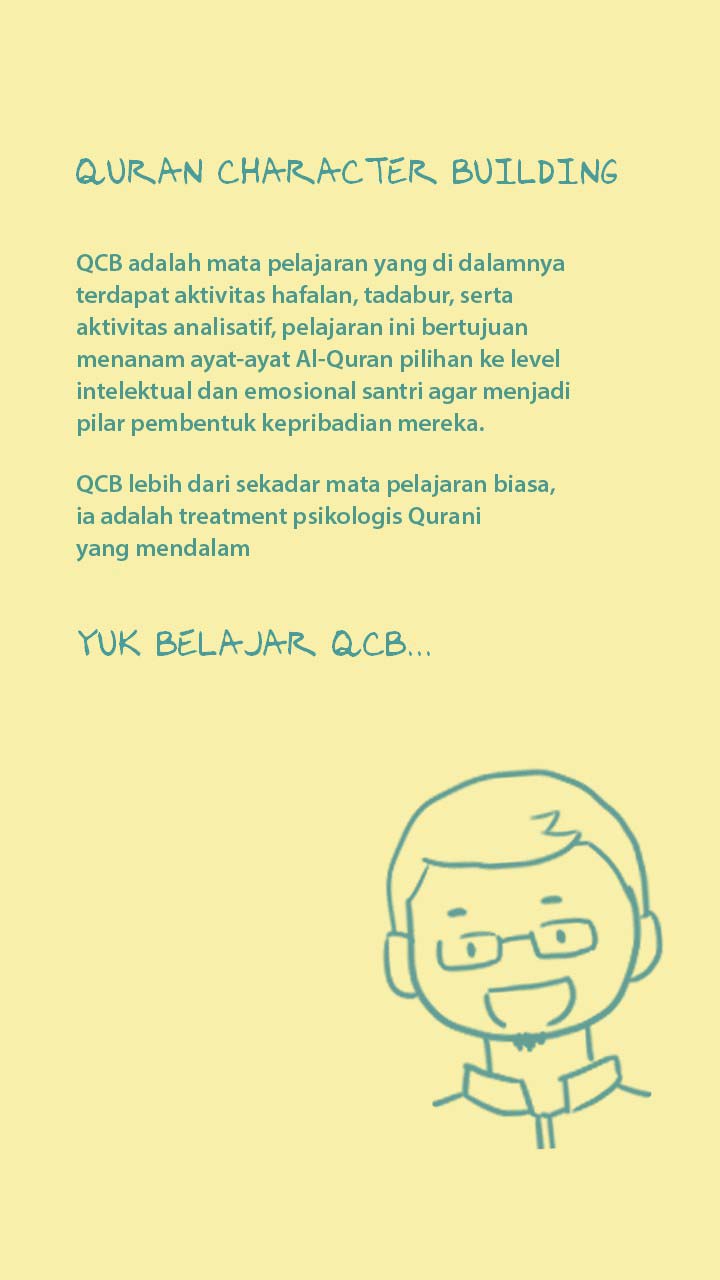 QURAN CHARACTER BUILDING
QCB adalah mata pelajaran yang di dalamnya
terdapat aktivitas hafalan, tadabur, serta
aktivitas analisatif, pelajaran ini bertujuan
menanam ayat-ayat Al-Quran pilihan ke level
intelektual dan emosional santri agar menjadi
pilar pembentuk kepribadian mereka.
QCB lebih dari sekadar mata pelajaran biasa,
ia adalah treatment psikologis Qurani
yang mendalam
YUK BELAJAR QCB...